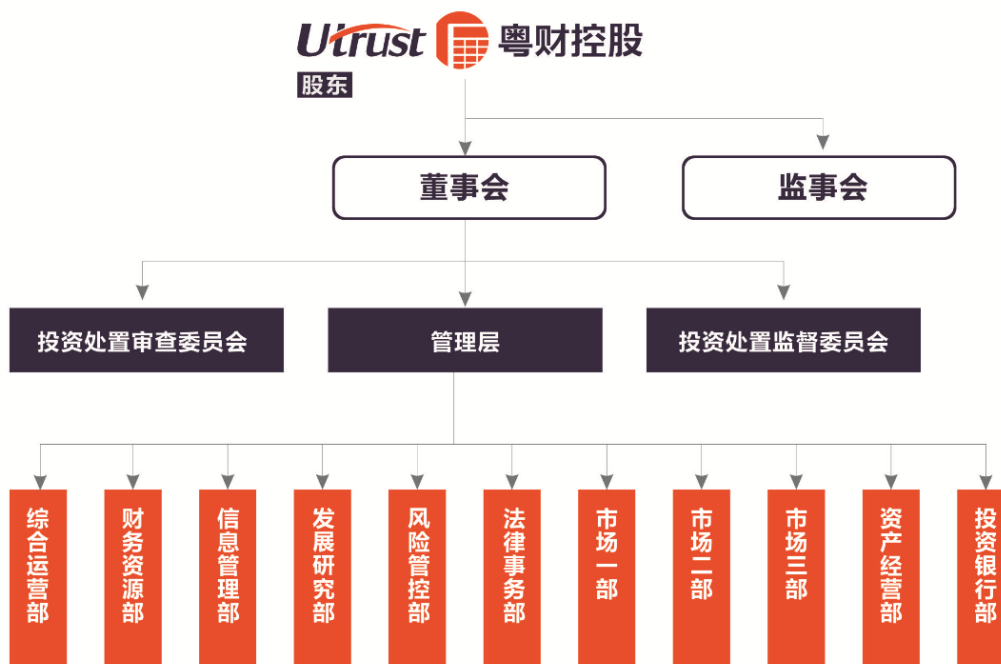 Utrust 粤财控股
股东
董事会
监事会
投资处置审查委员会
管理层
投资处置监督委员会
综合运营部
财务资源部
信息管理部
发展研究部
风险管控部
法律事务部
市场一部
市场二部
市场三部
资产经营部
投资银行部